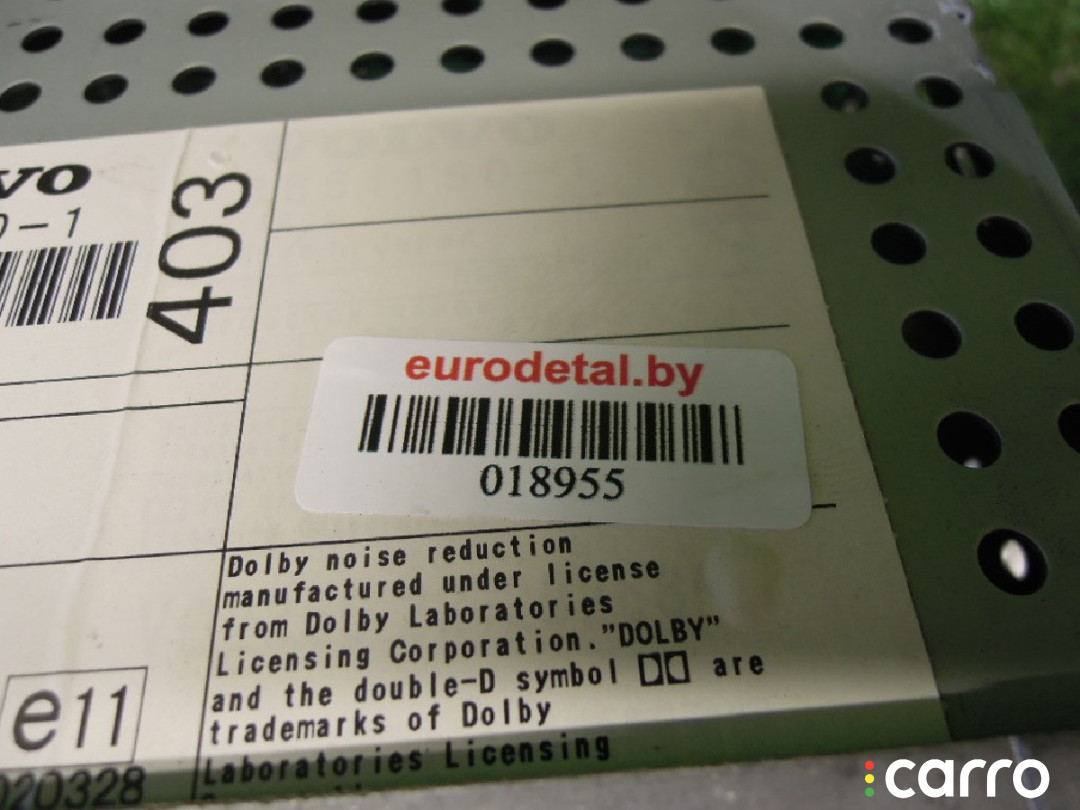 vo
0-1
403
eurodetal.by
018955
Dolby noise reduction
manufactured under license
from Dolby Laboratories
Licensing Corporation."DOLBY"
and the double-D symbol are
trademarks of Dolby
Laboratories Licensing
e11
020328
carro